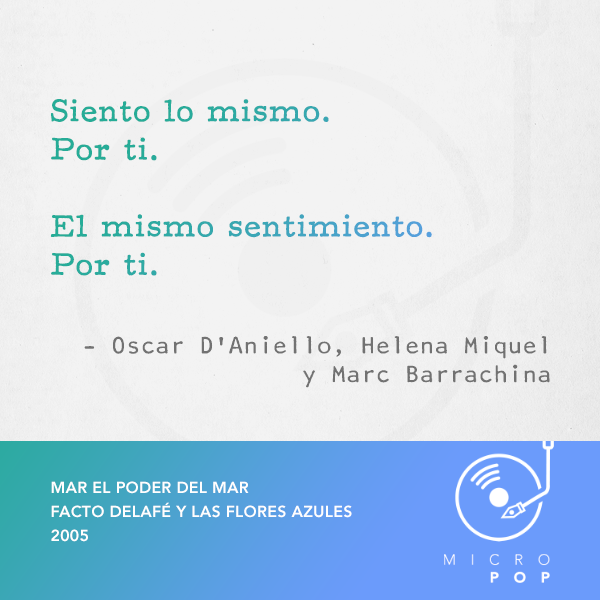 Siento lo mismo.
Por ti.
El mismo sentimiento.
Por ti.
- Oscar D'Aniello, Helena Miquel
y Marc Barrachina
MAR EL PODER DEL MAR
FACTO DELAFÉ Y LAS FLORES AZULES
2005
MICRO
POP